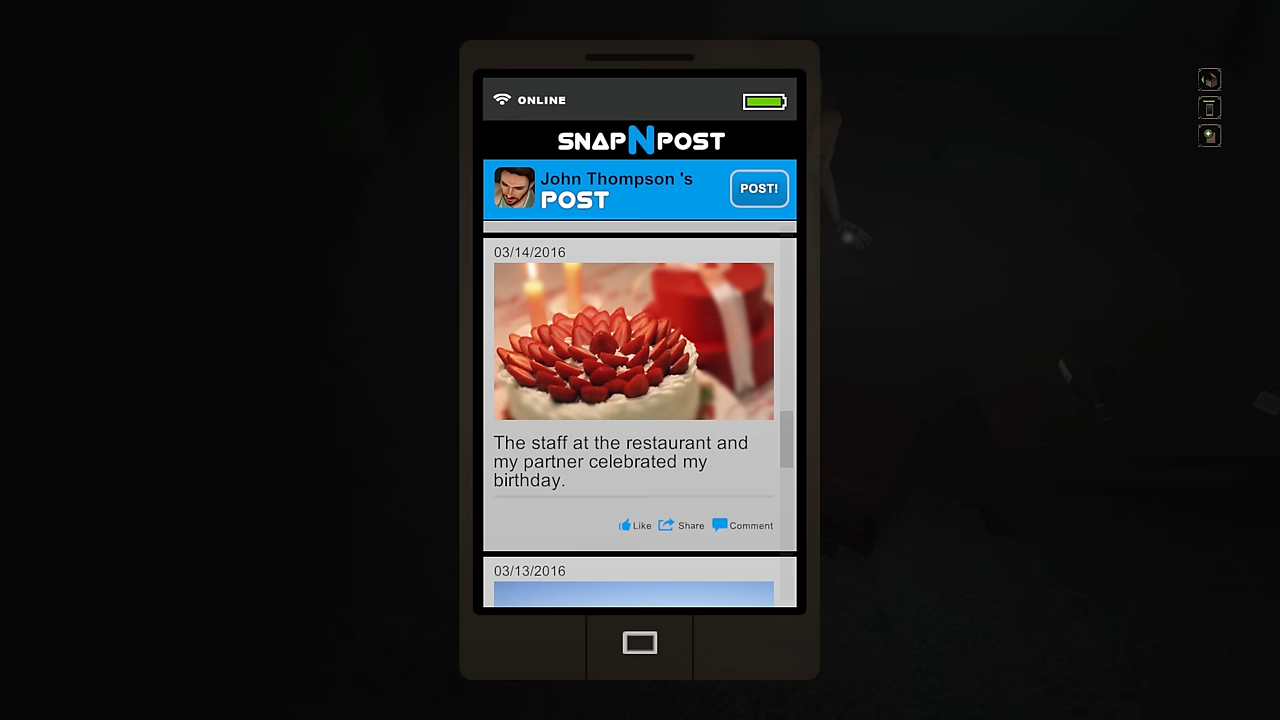 ONLINE
SNAPNPOST
John Thompson 's
POST
POST!
03/14/2016
The staff at the restaurant and
my partner celebrated my
birthday.
Like Share Comment
03/13/2016